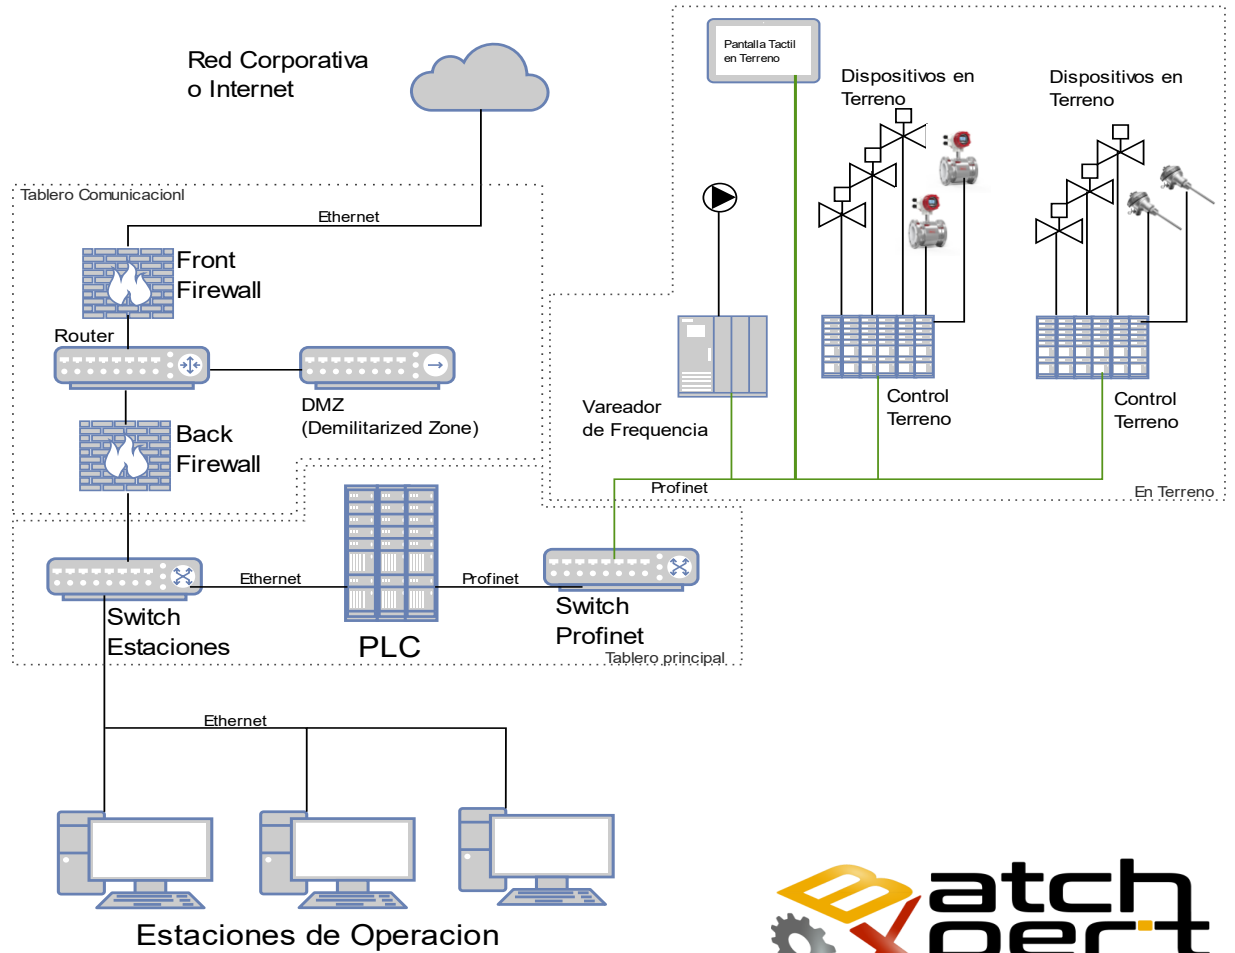 Red Corporativa
o Internet
Pantalla Tactil
en Terreno
Dispositivos en
Terreno
Dispositivos en
Terreno
Tablero Comunicacionl
Ethernet
Front
Firewall
Router
DMZ
(Demilitarized Zone)
Back
Firewall
Vareador
de Frequencia
Control
Terreno
Control
Terreno
Profinet
En Terreno
Ethernet
Profinet
Switch
Estaciones
PLC
Switch
Profinet
Tablero principal
Ethernet
Estaciones de Operacion
Batch
Xpert